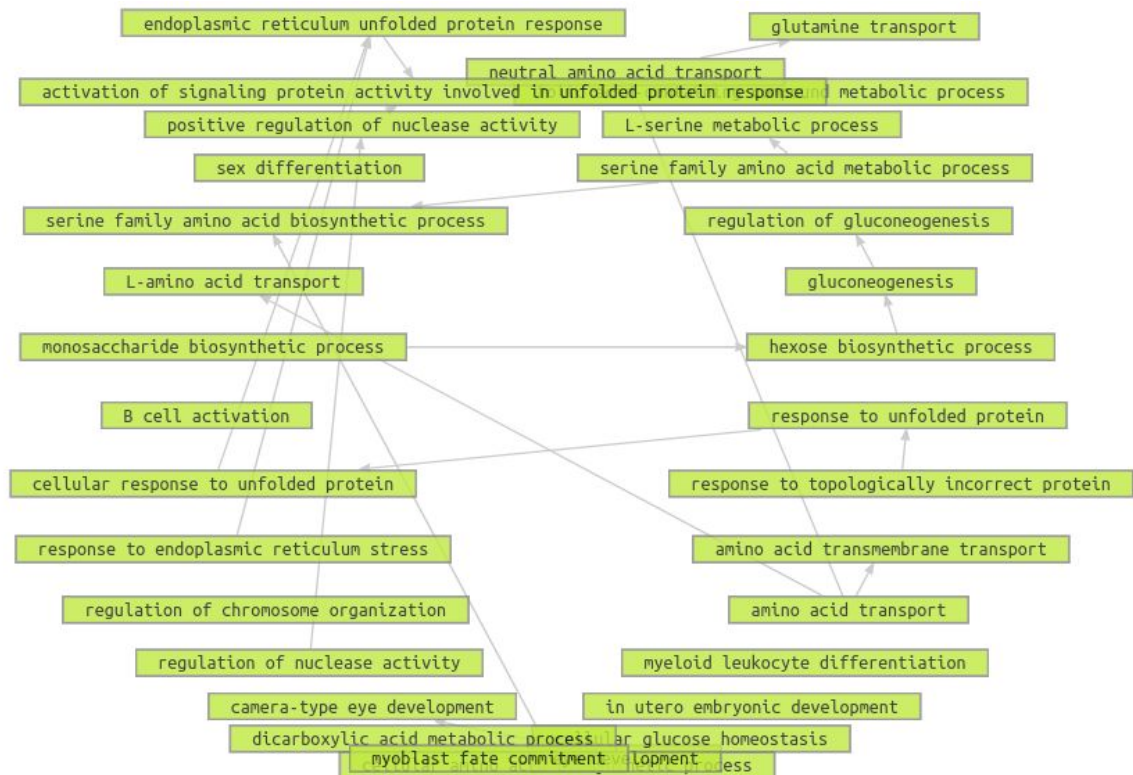 endoplasmic reticulum unfolded protein response
glutamine transport
neutral amino acid transport
activation of signaling protein activity involved in unfolded protein response
metabolic process
positive regulation of nuclease activity
L-serine metabolic process
sex differentiation
serine family amino acid metabolic process
serine family amino acid biosynthetic process
regulation of gluconeogenesis
L-amino acid transport
gluconeogenesis
monosaccharide biosynthetic process
hexose biosynthetic process
B cell activation
response to unfolded protein
cellular response to unfolded protein
response to topologically incorrect protein
response to endoplasmic reticulum stress
amino acid transmembrane transport
regulation of chromosome organization
amino acid transport
regulation of nuclease activity
myeloid leukocyte differentiation
camera-type eye development
in utero embryonic development
dicarboxylic acid metabolic process
glucose homeostasis
myoblast fate commitment